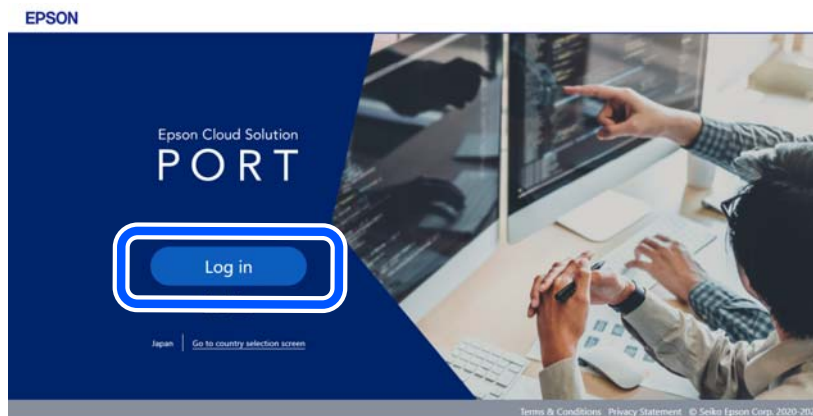 EPSON
Epson Cloud Solution
PORT
Log in
Japan
Go to country selection screen
Terms & Conditions Privacy Statement © Seiko Epson Corp. 2020-202